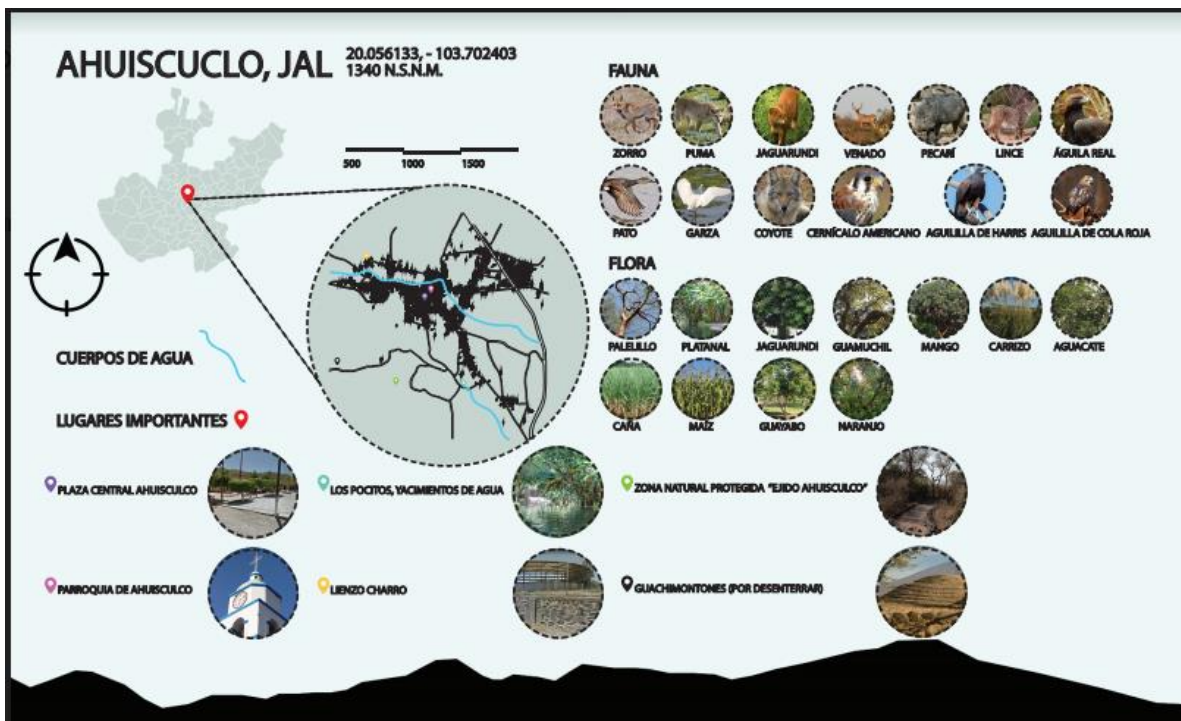 AHUISCUCLO, JAL
20.056133, - 103.702403
1340 N.S.N.M.
500 1000 1500
CUERPOS DE AGUA
LUGARES IMPORTANTES
FAUNA
ZORRO PUMA JAGUARUNDI VENADO PECARÍ LINCE ÁGUILA REAL
PATO GARZA COYOTE CERNÍCALO AMERICANO AGUILILLA DE HARRIS AGUILILLA DE COLA ROJA
FLORA
PALELILLO PLATANAL JAGUARUNDI GUAMUCHIL MANGO CARRIZO AGUACATE
CAÑA MAÍZ GUAYABO NARANJO
PLAZA CENTRAL AHUISCULCO
LOS POCITOS, YACIMIENTOS DE AGUA
ZONA NATURAL PROTEGIDA "EJIDO AHUISCULCO"
PARROQUIA DE AHUISCULCO
LIENZO CHARRO
GUACHIMONTONES (POR DESENTERRAR)